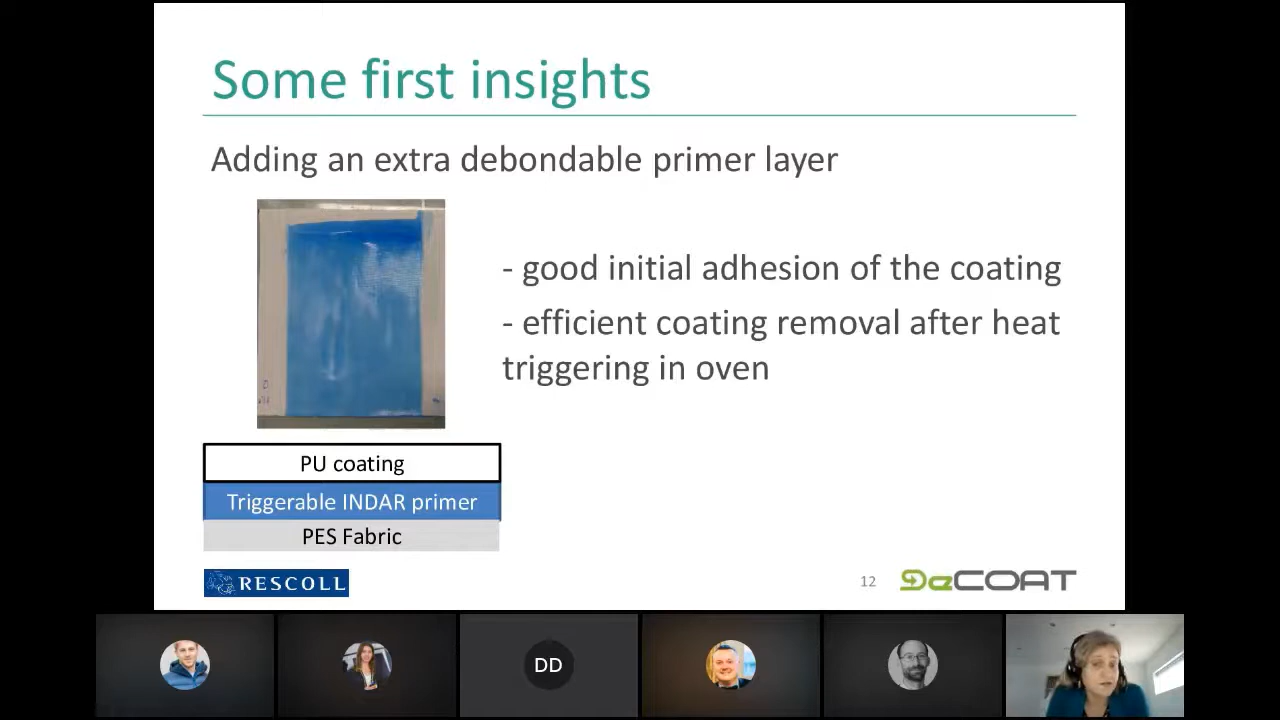 Some first insights
Adding an extra debondable primer layer
- good initial adhesion of the coating
- efficient coating removal after heat
triggering in oven
PU coating
Triggerable INDAR primer
PES Fabric
RESCOLL
12
DeCOAT
DD